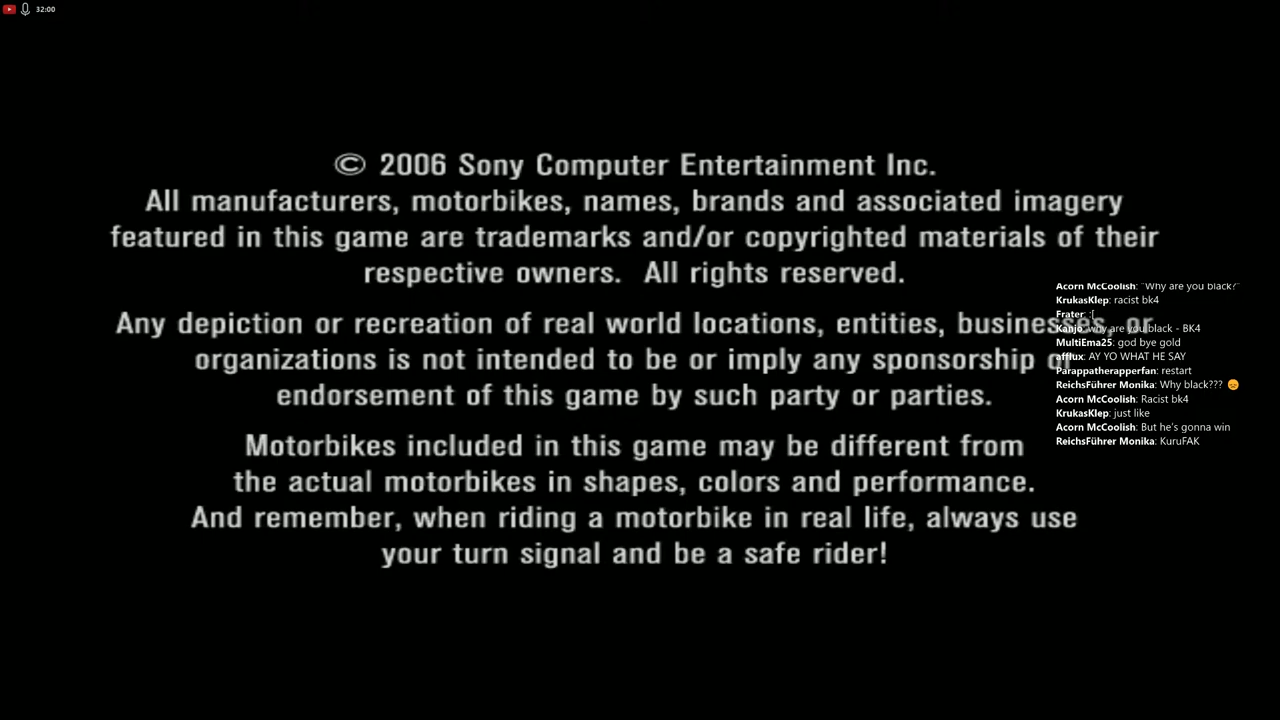 32:00
© 2006 Sony Computer Entertainment Inc.
All manufacturers, motorbikes, names, brands and associated imagery
featured in this game are trademarks and/or copyrighted materials of their
respective owners. All rights reserved.
Any depiction or recreation of real world locations, entities, businesses, or
organizations is not intended to be or imply any sponsorship or
endorsement of this game by such party or parties.
Motorbikes included in this game may be different from
the actual motorbikes in shapes, colors and performance.
And remember, when riding a motorbike in real life, always use
your turn signal and be a safe rider!
Acorn McCoolish: "Why are you black?"
KrukasKlep: racist bk4
Frater: :[
Kanjo: why are you black - BK4
MultiEma25: god bye gold
afflux: AY YO WHAT HE SAY
Parappatherapperfan: restart
ReichsFührer Monika: Why black???
Acorn McCoolish: Racist bk4
KrukasKlep: just like
Acorn McCoolish: But he's gonna win
ReichsFührer Monika: KuruFAK